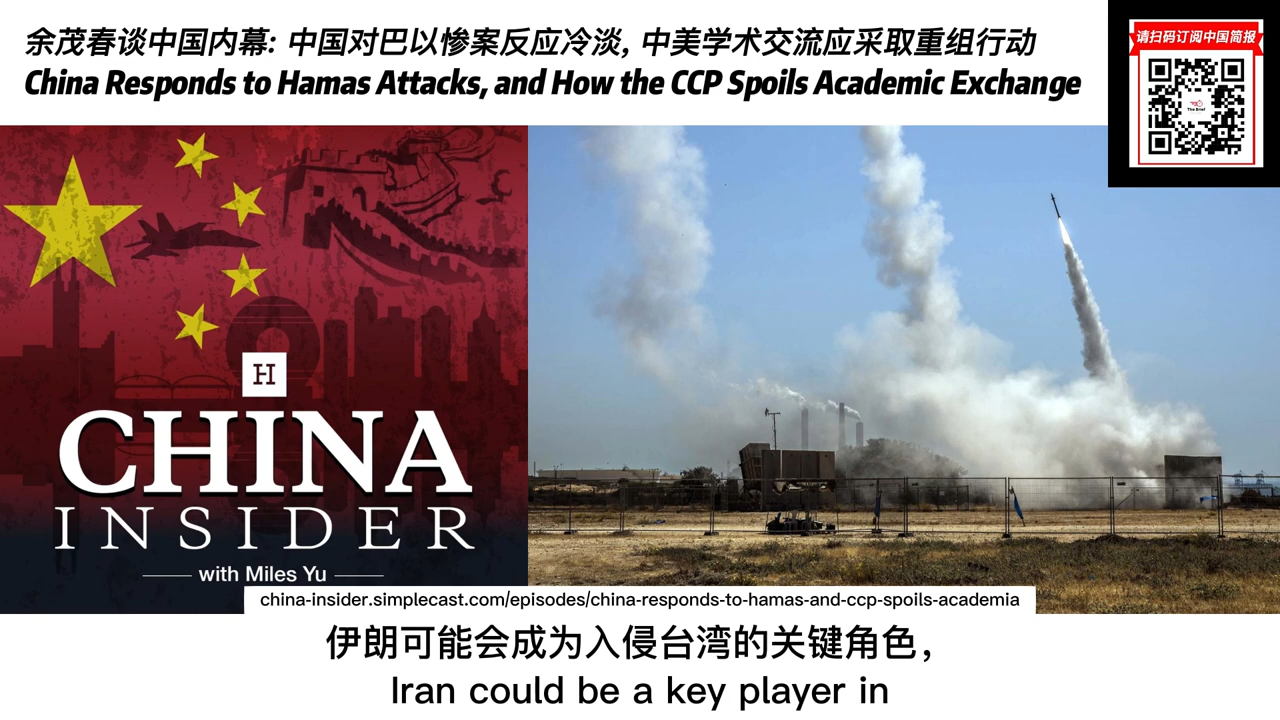 余茂春谈中国内幕: 中国对巴以惨案反应冷淡, 中美学术交流应采取重组行动
China Responds to Hamas Attacks, and How the CCP Spoils Academic Exchange
请扫码订阅中国简报
The Brief
H
CHINA
INSIDER
with Miles Yu
china-insider.simplecast.com/episodes/china-responds-to-hamas-and-ccp-spoils-academia
伊朗可能会成为入侵台湾的关键角色，
Iran could be a key player in